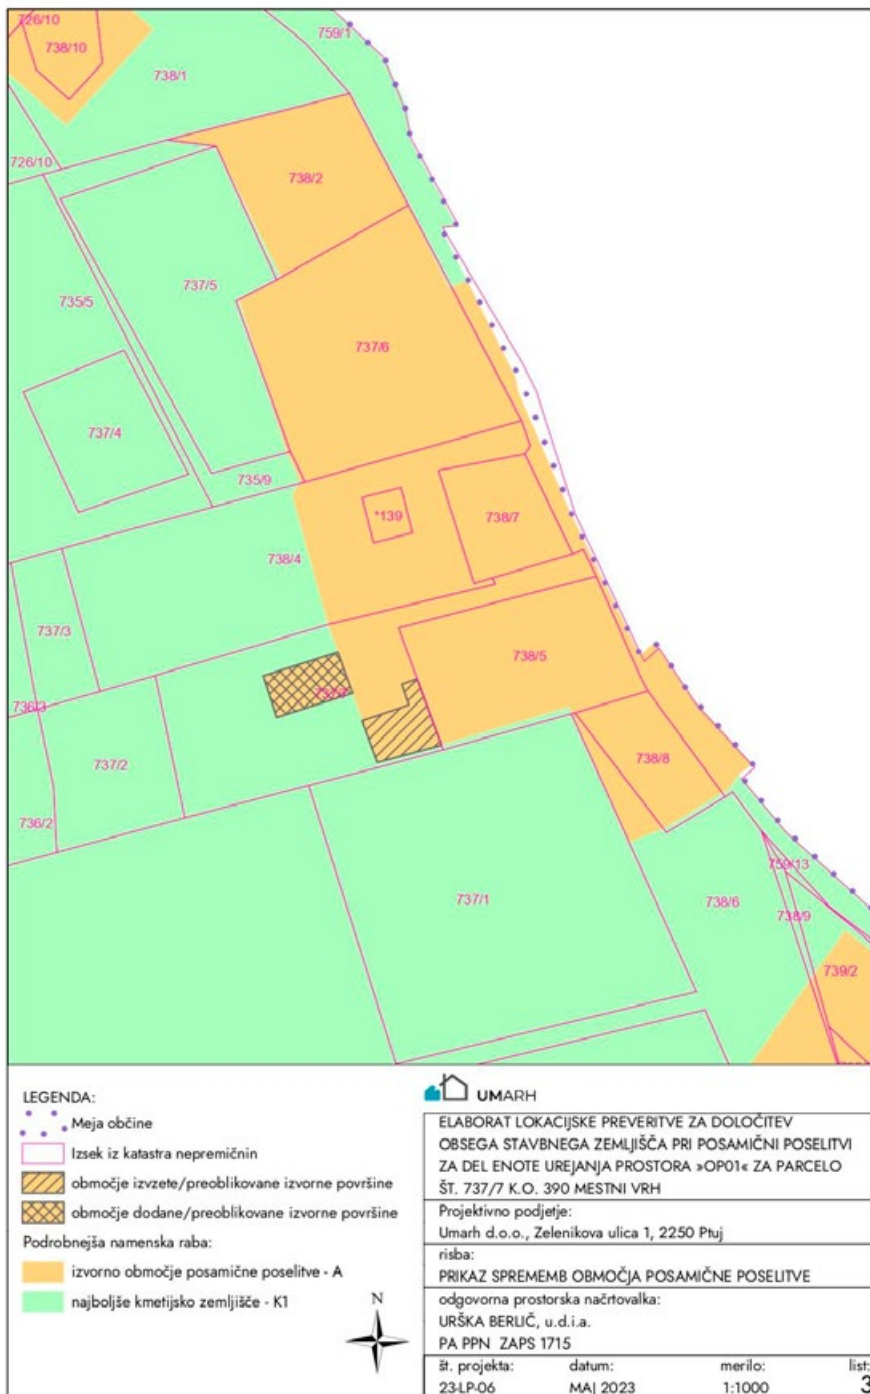 726/10
738/10
759/1
738/1
726/10
738/2
737/5
735/5
737/6
737/4
735/9
*139
738/7
738/4
737/3
738/5
736/3
737/2
738/8
736/2
759/13
737/1
738/6
738/9
739/2
LEGENDA:
Meja občine
Izsek iz katastra nepremičnin
območje izvzete/preoblikovane izvorne površine
območje dodane/preoblikovane izvorne površine
Podrobnejša namenska raba:
izvorno območje posamične poselitve - A
najboljše kmetijsko zemljišče - K1
N
UMARH
ELABORAT LOKACIJSKE PREVERITVE ZA DOLOČITEV
OBSEGA STAVBNEGA ZEMLJIŠČA PRI POSAMIČNI POSELITVI
ZA DEL ENOTE UREJANJA PROSTORA »OP01« ZA PARCELO
ŠT. 737/7 K.O. 390 MESTNI VRH
Projektivno podjetje:
Umarh d.o.o., Zelenikova ulica 1, 2250 Ptuj
risba:
PRIKAZ SPREMEMB OBMOČJA POSAMIČNE POSELITVE
odgovorna prostorska načrtovalka:
URŠKA BERLIČ, u.d.i.a.
PA PPN ZAPS 1715
št. projekta: datum: merilo: list:
23-LP-06 MAJ 2023 1:1000 3